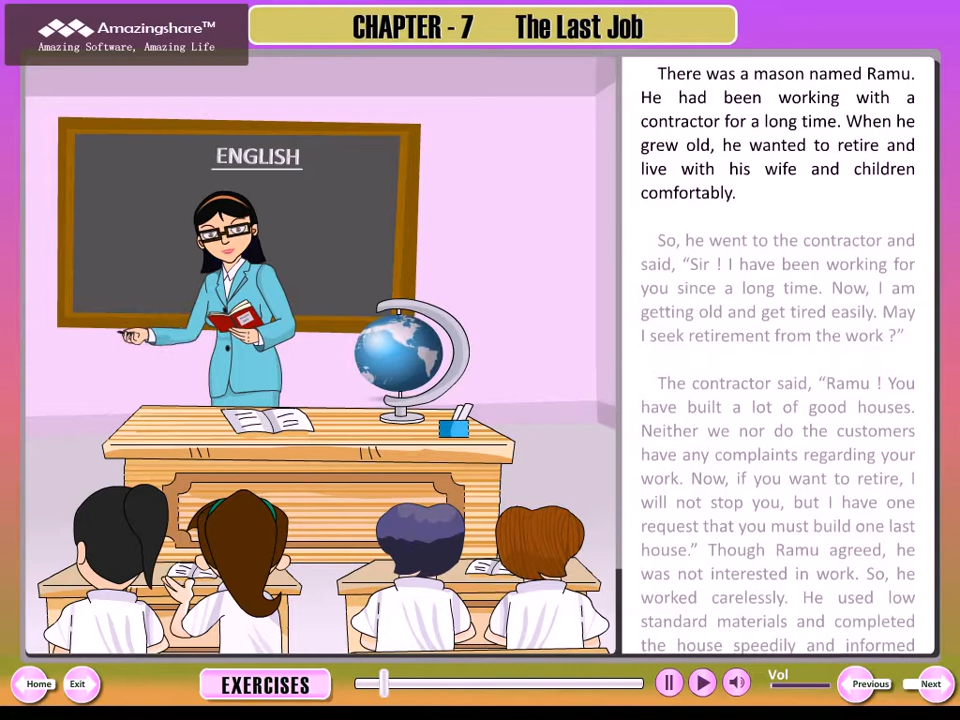 Amazingshare™
Amazing Software, Amazing Life
CHAPTER - 7 The Last Job
ENGLISH
There was a mason named Ramu.
He had been working with a
contractor for a long time. When he
grew old, he wanted to retire and
live with his wife and children
comfortably.
So, he went to the contractor and
said, “Sir ! I have been working for
you since a long time. Now, I am
getting old and get tired easily. May
I seek retirement from the work ?”
The contractor said, “Ramu ! You
have built a lot of good houses.
Neither we nor do the customers
have any complaints regarding your
work. Now, if you want to retire, I
will not stop you, but I have one
request that you must build one last
house.” Though Ramu agreed, he
was not interested in work. So, he
worked carelessly. He used low
standard materials and completed
the house speedily and informed
Home
Exit
EXERCISES
Vol
Previous
Next